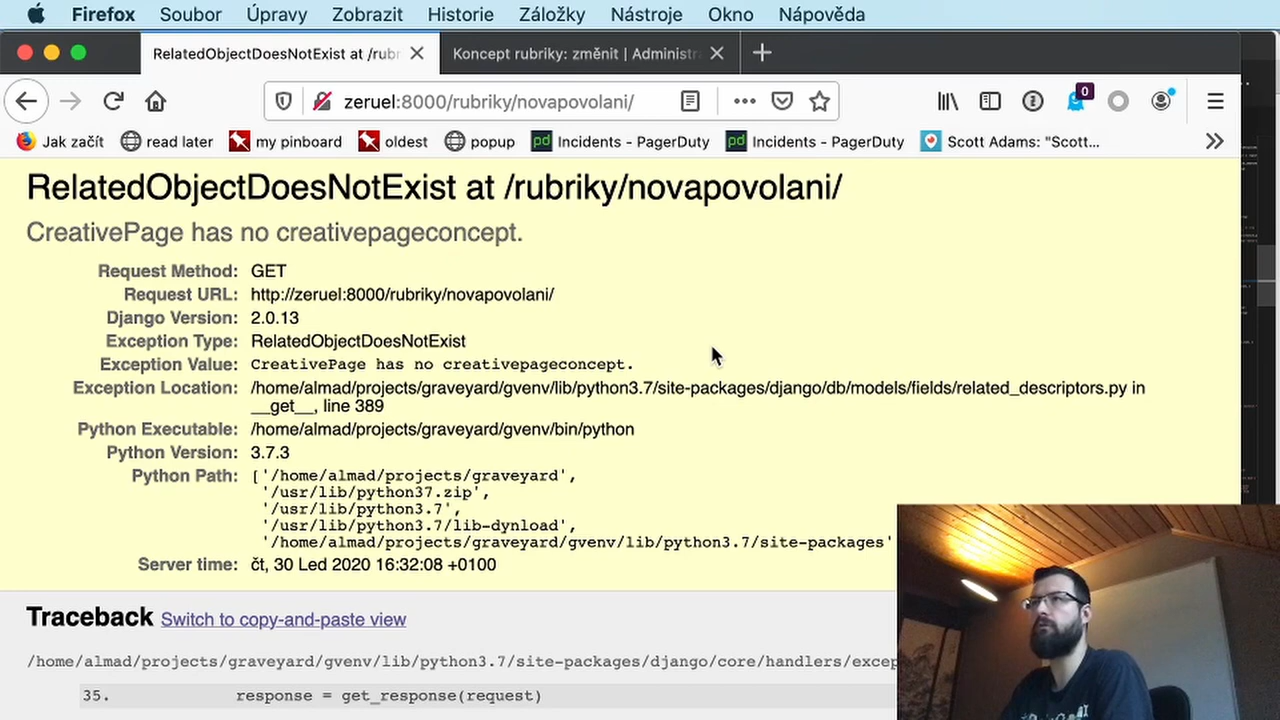 Firefox Soubor Úpravy Zobrazit Historie Záložky Nástroje Okno Nápověda
RelatedObjectDoesNotExist at /rubr Koncept rubriky: změnit | Administr
zeruel:8000/rubriky/novapovolani/ 0
Jak začít read later my pinboard oldest popup pd Incidents - PagerDuty pd Incidents - PagerDuty Scott Adams: "Scott...
RelatedObjectDoesNotExist at /rubriky/novapovolani/
CreativePage has no creativepageconcept.
Request Method: GET
Request URL: http://zeruel:8000/rubriky/novapovolani/
Django Version: 2.0.13
Exception Type: RelatedObjectDoesNotExist
Exception Value: CreativePage has no creativepageconcept.
Exception Location: /home/almad/projects/graveyard/gvenv/lib/python3.7/site-packages/django/db/models/fields/related_descriptors.py in
__get__, line 389
Python Executable: /home/almad/projects/graveyard/gvenv/bin/python
Python Version: 3.7.3
Python Path: ['/home/almad/projects/graveyard',
'/usr/lib/python37.zip',
'/usr/lib/python3.7',
'/usr/lib/python3.7/lib-dynload',
'/home/almad/projects/graveyard/gvenv/lib/python3.7/site-packages'
Server time: čt, 30 Led 2020 16:32:08 +0100
Traceback Switch to copy-and-paste view
/home/almad/projects/graveyard/gvenv/lib/python3.7/site-packages/django/core/handlers/excep
35. response = get_response(request)